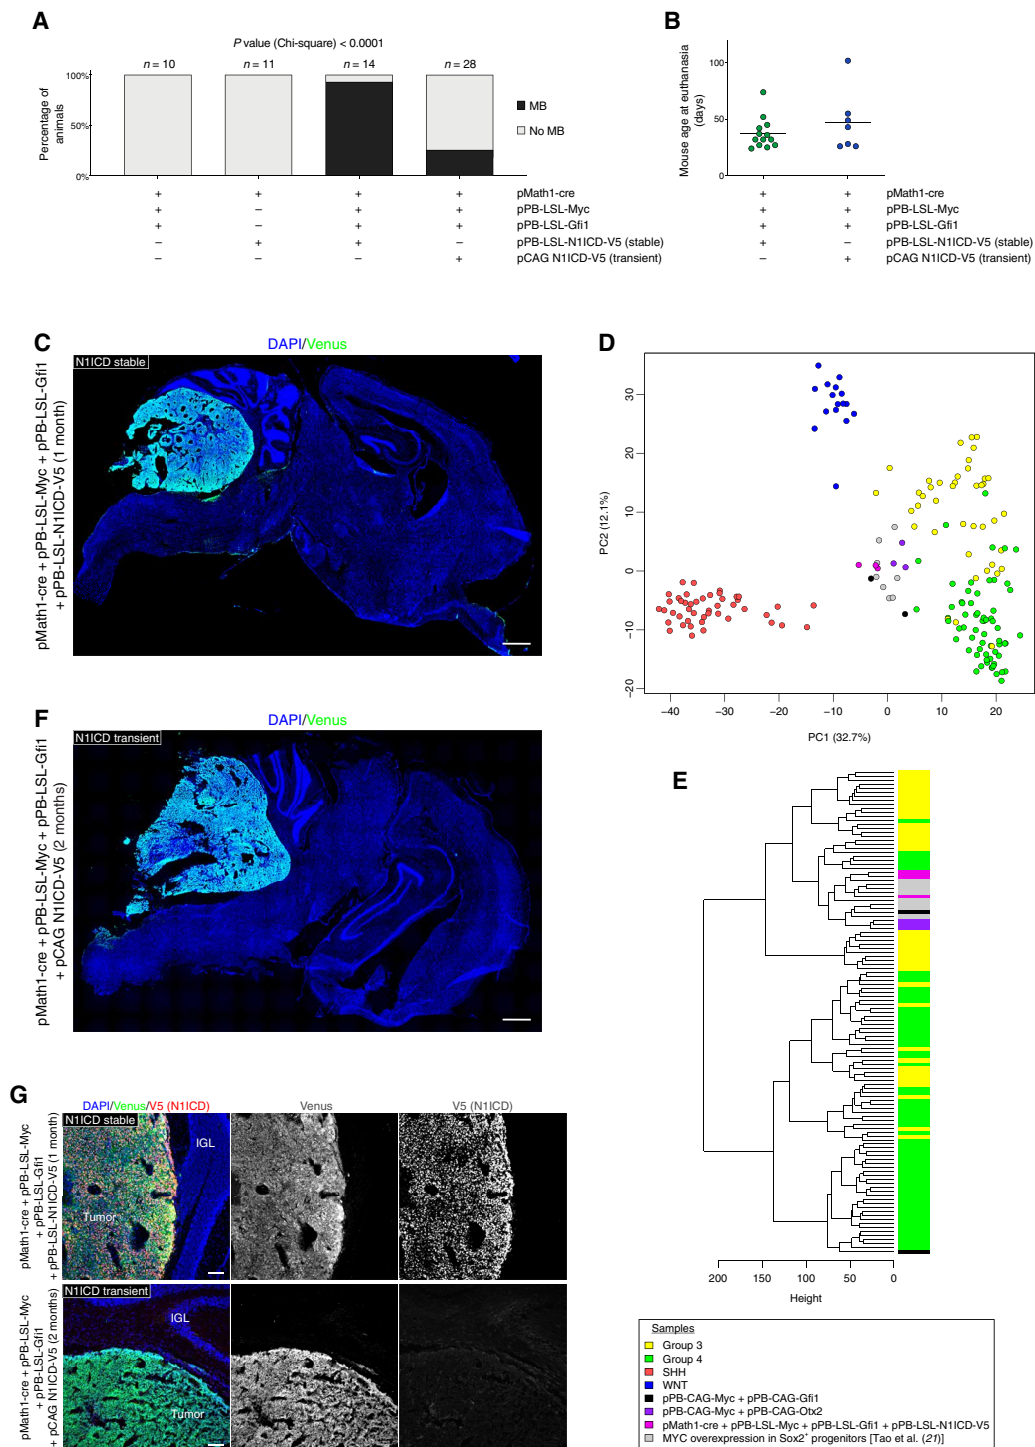 A
P value (Chi-square) < 0.0001
n = 10
n = 11
n = 14
n = 28
Percentage of animals
100%
50%
0%
MB
No MB
+ + + + pMath1-cre
+ – + + pPB-LSL-Myc
+ – + + pPB-LSL-Gfi1
– + + – pPB-LSL-N1ICD-V5 (stable)
– – – + pCAG N1ICD-V5 (transient)
B
Mouse age at euthanasia (days)
100
50
0
+ + pMath1-cre
+ + pPB-LSL-Myc
+ + pPB-LSL-Gfi1
+ – pPB-LSL-N1ICD-V5 (stable)
– + pCAG N1ICD-V5 (transient)
C
DAPI/Venus
N1ICD stable
pMath1-cre + pPB-LSL-Myc + pPB-LSL-Gfi1
+ pPB-LSL-N1ICD-V5 (1 month)
D
PC2 (12.1%)
30
20
10
0
−10
−20
−40 −30 −20 −10 0 10 20
PC1 (32.7%)
F
DAPI/Venus
N1ICD transient
pMath1-cre + pPB-LSL-Myc + pPB-LSL-Gfi1
+ pCAG N1ICD-V5 (2 months)
E
200 150 100 50 0
Height
G
DAPI/Venus/V5 (N1ICD)
Venus
V5 (N1ICD)
N1ICD stable
IGL
Tumor
pMath1-cre + pPB-LSL-Myc
+ pPB-LSL-Gfi1
+ pPB-LSL-N1ICD-V5 (1 month)
N1ICD transient
IGL
Tumor
pMath1-cre + pPB-LSL-Myc
+ pPB-LSL-Gfi1
+ pCAG N1ICD-V5 (2 months)
Samples
Group 3
Group 4
SHH
WNT
pPB-CAG-Myc + pPB-CAG-Gfi1
pPB-CAG-Myc + pPB-CAG-Otx2
pMath1-cre + pPB-LSL-Myc + pPB-LSL-Gfi1 + pPB-LSL-N1ICD-V5
MYC overexpression in Sox2+ progenitors [Tao et al. (21)]